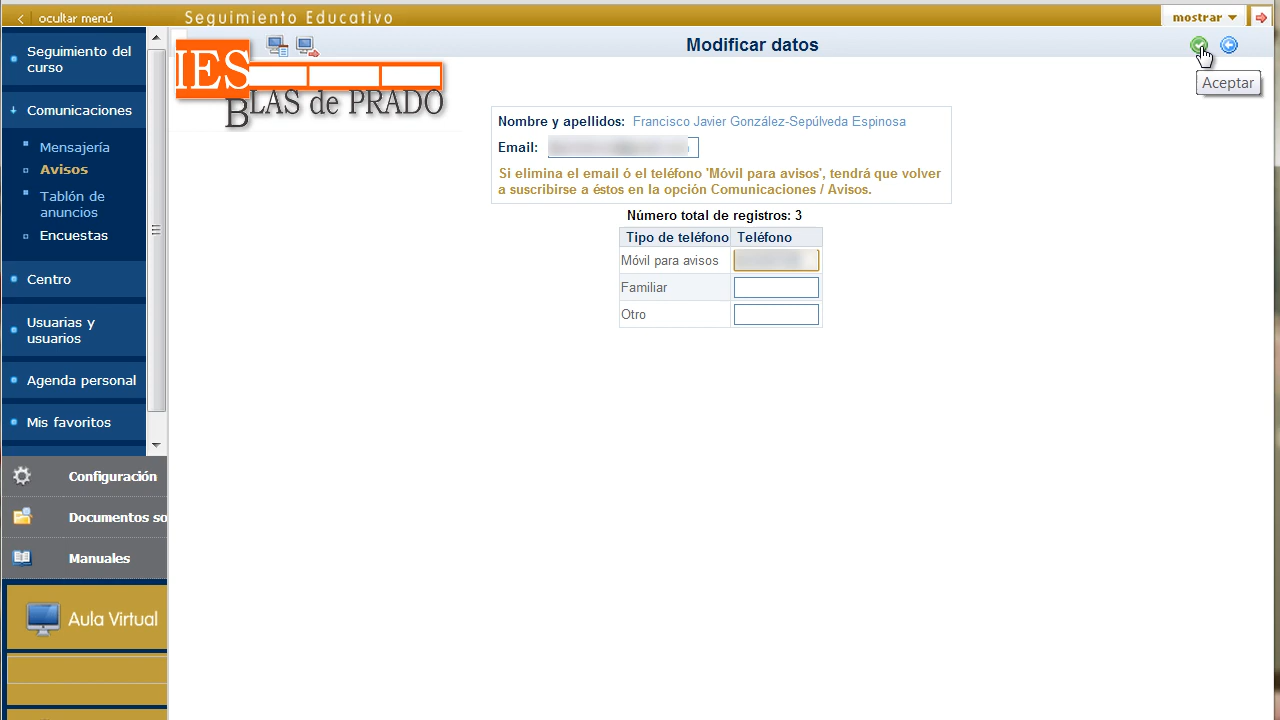 ocultar menú
Seguimiento Educativo
mostrar
Seguimiento del
curso
Comunicaciones
Mensajería
Avisos
Tablón de
anuncios
Encuestas
Centro
Usuarias y
usuarios
Agenda personal
Mis favoritos
Configuración
Documentos so
Manuales
Aula Virtual
IES
BLAS de PRADO
Modificar datos
Aceptar
Nombre y apellidos: Francisco Javier González-Sepúlveda Espinosa
Email:
Si elimina el email ó el teléfono 'Móvil para avisos', tendrá que volver
a suscribirse a éstos en la opción Comunicaciones / Avisos.
Número total de registros: 3
Tipo de teléfono Teléfono
Móvil para avisos
Familiar
Otro